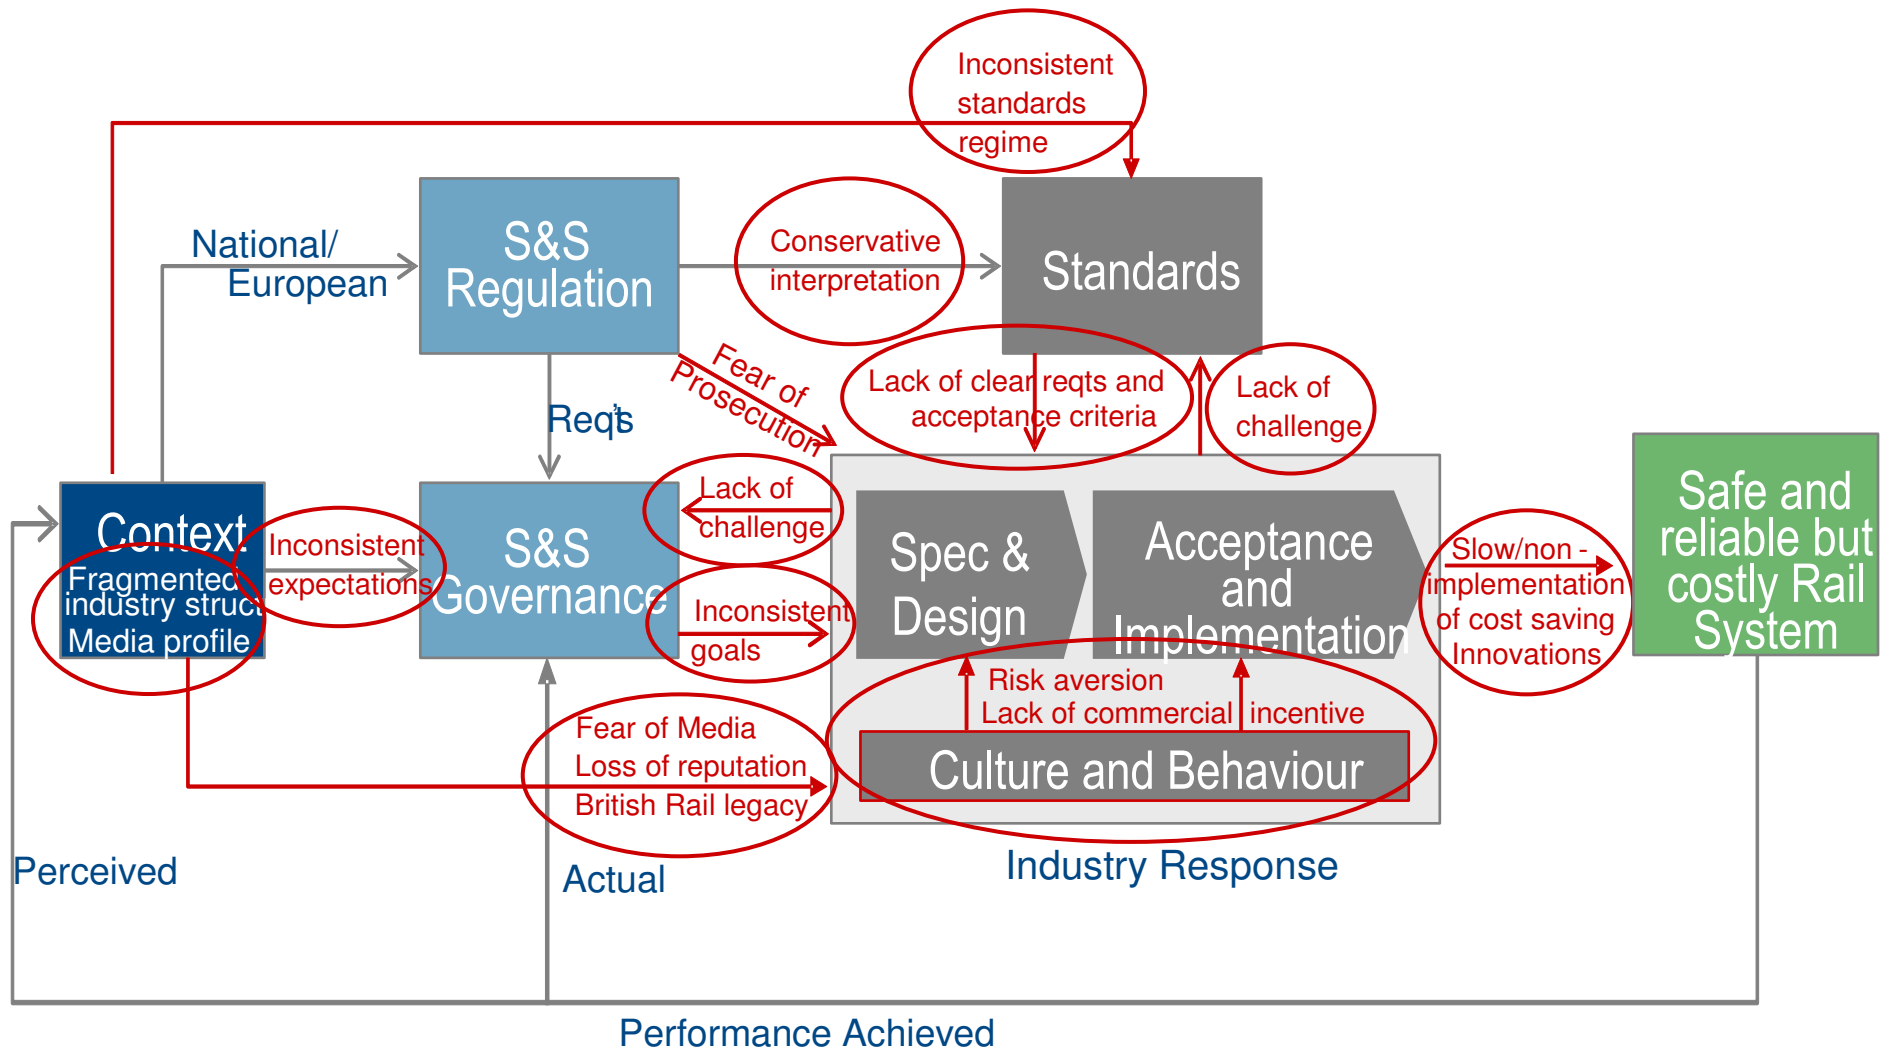 Inconsistent
standards
regime
National/
European
S&S
Regulation
Conservative
interpretation
Standards
Fear of
Prosecution
Lack of clear reqts and
acceptance criteria
Lack of
challenge
Req's
Context
Fragmented
industry struct
Media profile
Inconsistent
expectations
S&S
Governance
Lack of
challenge
Inconsistent
goals
Spec &
Design
Acceptance
and
Implementation
Slow/non -
implementation
of cost saving
Innovations
Safe and
reliable but
costly Rail
System
Risk aversion
Lack of commercial incentive
Culture and Behaviour
Fear of Media
Loss of reputation
British Rail legacy
Perceived
Actual
Industry Response
Performance Achieved